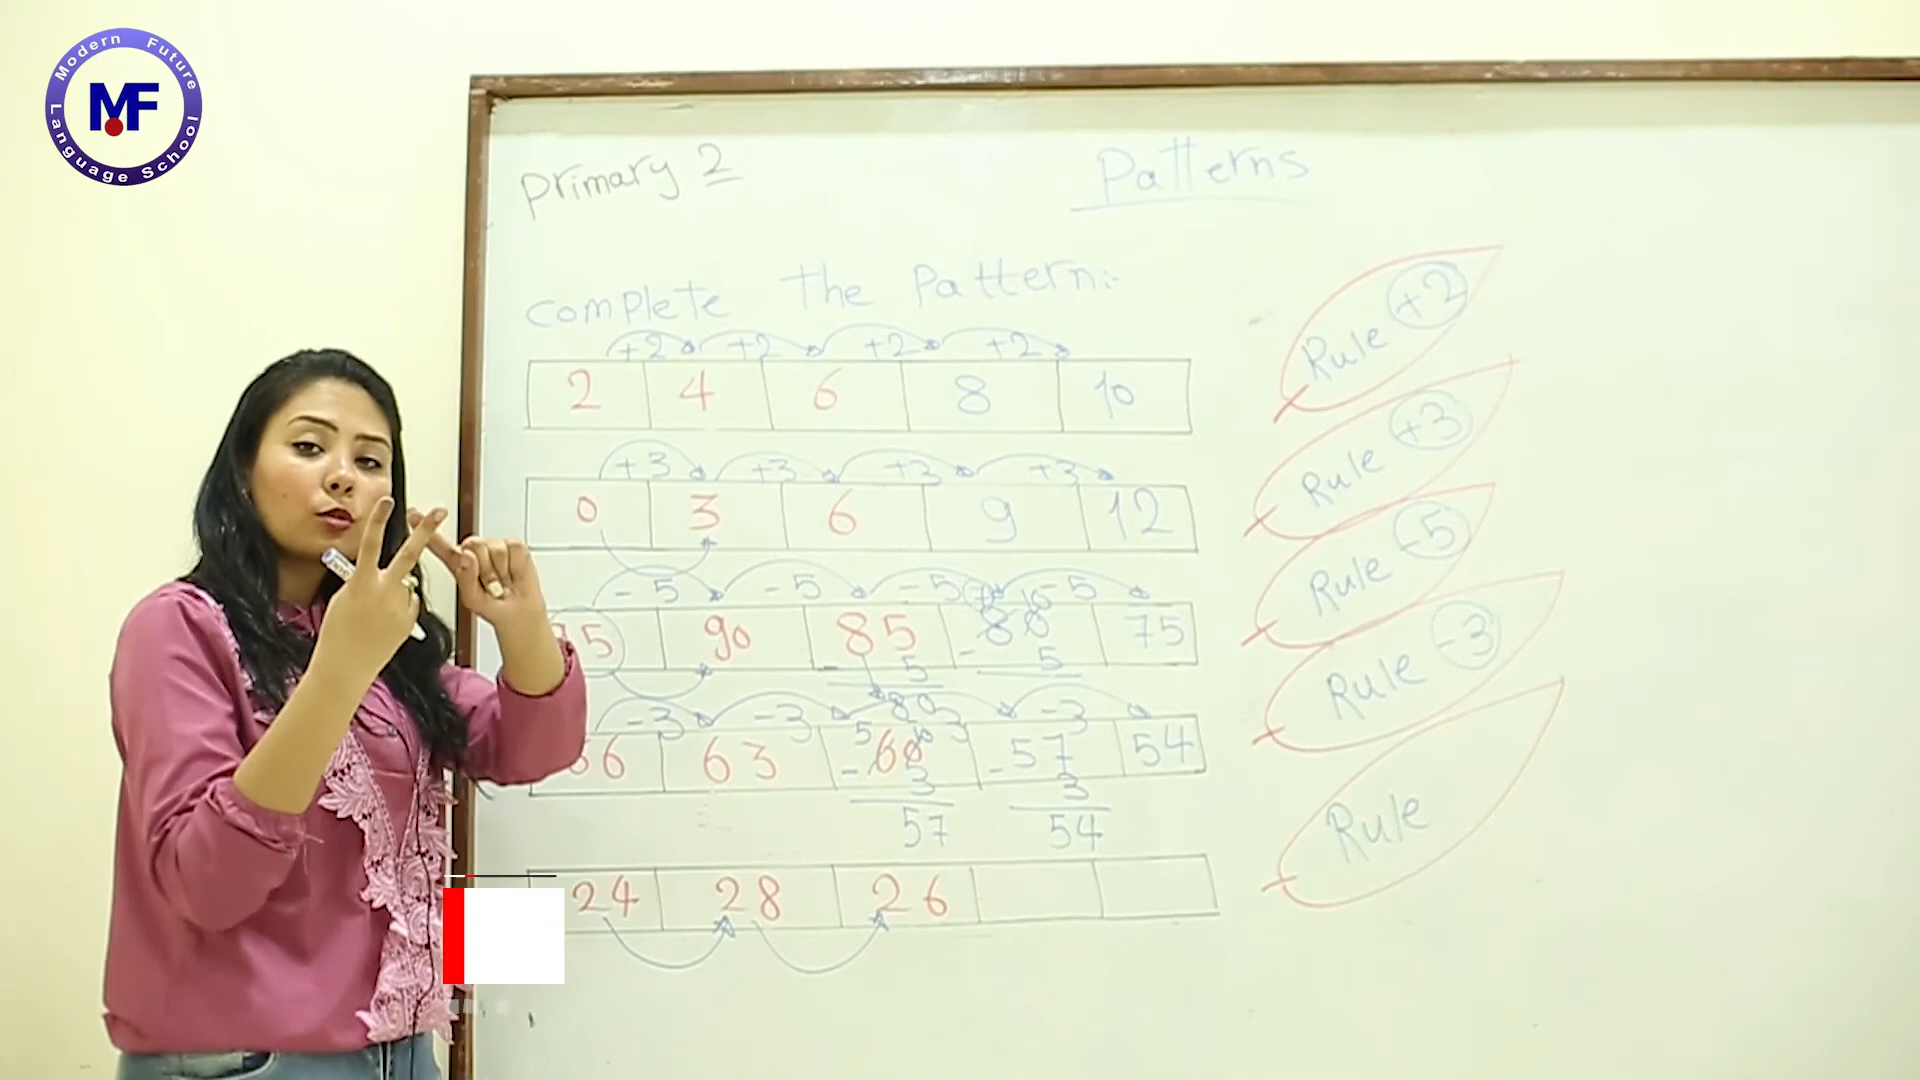 Modern Future
MF
Language School
Primary 2
Patterns
Complete The Pattern:-
+2 +2 +2 +2
2 4 6 8 10
Rule +2
+3 +3 +3 +3
0 3 6 9 12
Rule +3
-5 -5 -5 -5
95 90 85 80 75
- 5 - 5
80
Rule -5
-3 -3 -3 -3
66 63 60 57 54
- 3 - 3
57 54
Rule -3
24 28 26
Rule